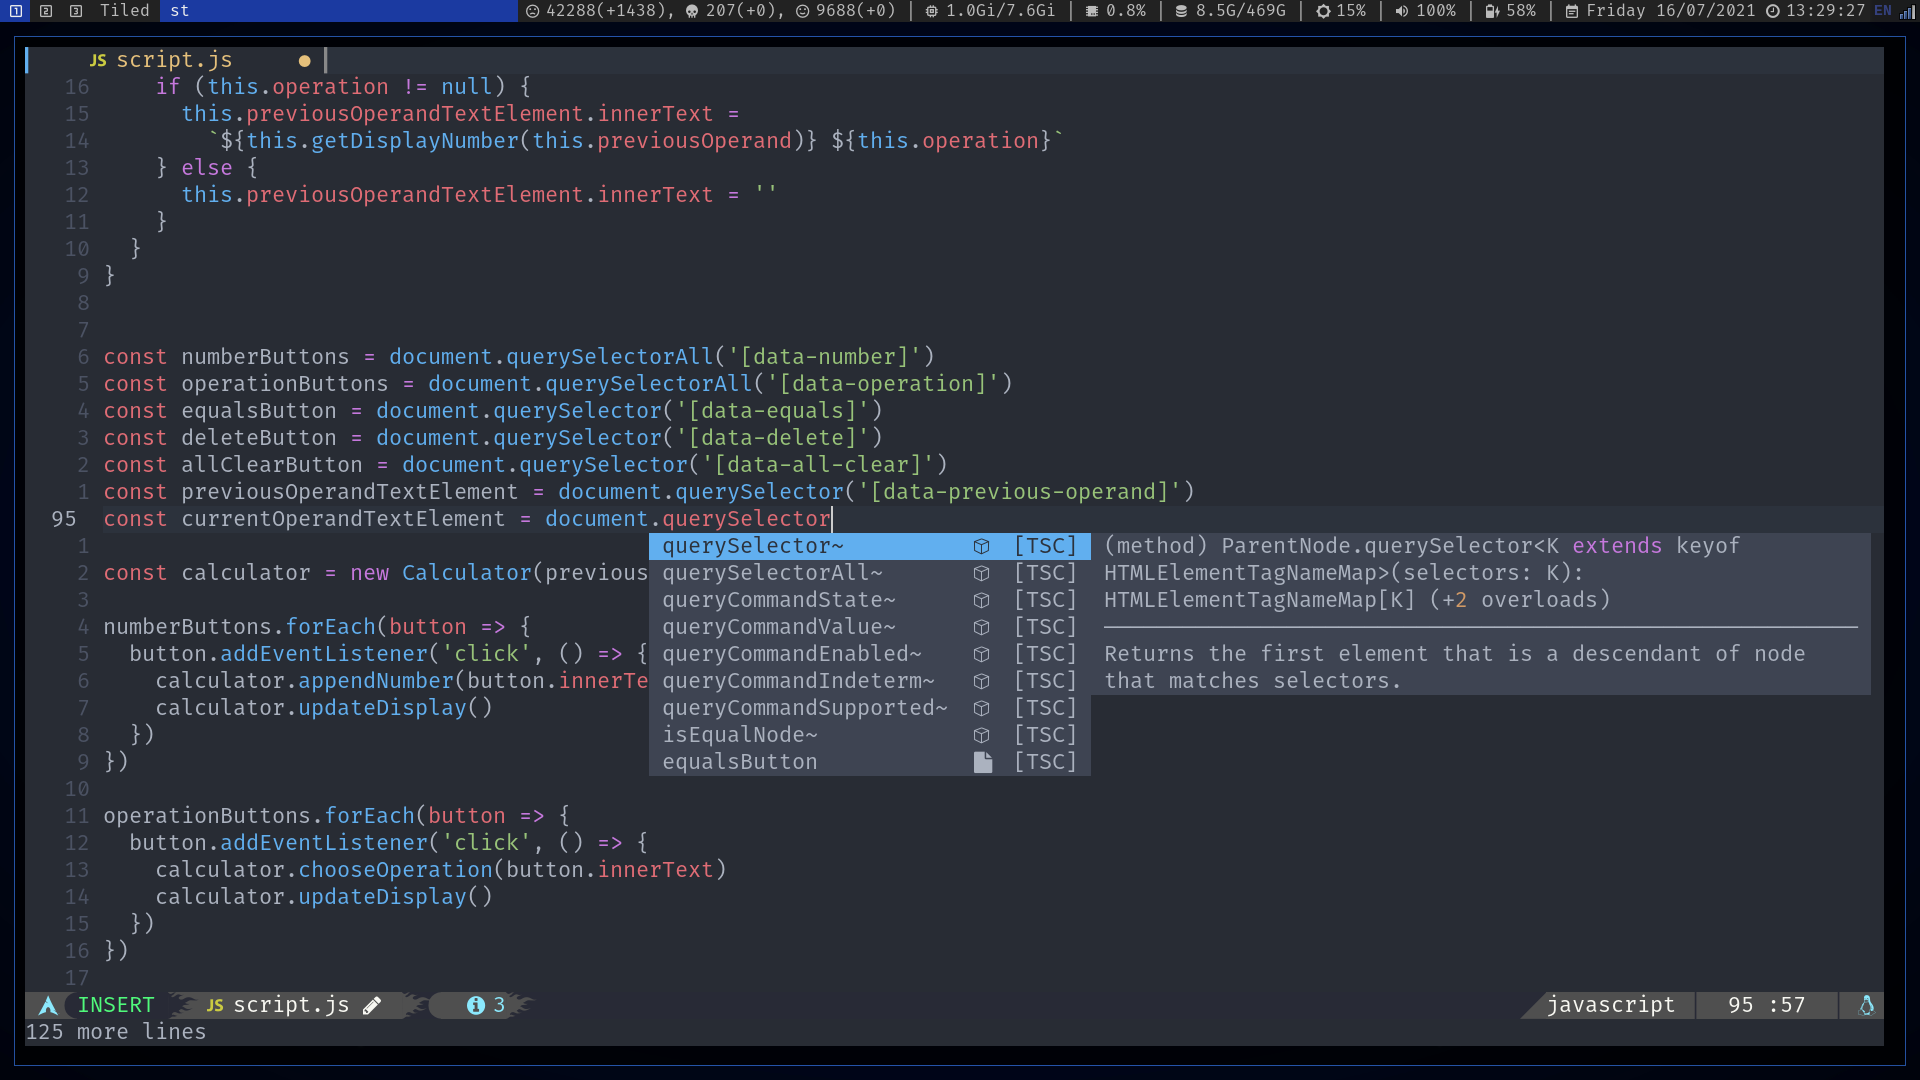 1 2 3 Tiled st 42288(+1438), 207(+0), 9688(+0) | 1.0Gi/7.6Gi | 0.8% | 8.5G/469G | 15% | 100% | 58% | Friday 16/07/2021 13:29:27 EN
JS script.js
16     if (this.operation != null) {
15       this.previousOperandTextElement.innerText =
14         `${this.getDisplayNumber(this.previousOperand)} ${this.operation}`
13     } else {
12       this.previousOperandTextElement.innerText = ''
11     }
10   }
9 }
8
7
6 const numberButtons = document.querySelectorAll('[data-number]')
5 const operationButtons = document.querySelectorAll('[data-operation]')
4 const equalsButton = document.querySelector('[data-equals]')
3 const deleteButton = document.querySelector('[data-delete]')
2 const allClearButton = document.querySelector('[data-all-clear]')
1 const previousOperandTextElement = document.querySelector('[data-previous-operand]')
95 const currentOperandTextElement = document.querySelector
1 querySelector~ [TSC] (method) ParentNode.querySelector<K extends keyof
2 const calculator = new Calculator(previous querySelectorAll~ [TSC] HTMLElementTagNameMap>(selectors: K):
3 queryCommandState~ [TSC] HTMLElementTagNameMap[K] (+2 overloads)
4 numberButtons.forEach(button => { queryCommandValue~ [TSC]
5   button.addEventListener('click', () => { queryCommandEnabled~ [TSC] Returns the first element that is a descendant of node
6     calculator.appendNumber(button.innerTe queryCommandIndeterm~ [TSC] that matches selectors.
7     calculator.updateDisplay() queryCommandSupported~ [TSC]
8   }) isEqualNode~ [TSC]
9 }) equalsButton [TSC]
10
11 operationButtons.forEach(button => {
12   button.addEventListener('click', () => {
13     calculator.chooseOperation(button.innerText)
14     calculator.updateDisplay()
15   })
16 })
17
INSERT JS script.js 3 javascript 95 :57
125 more lines